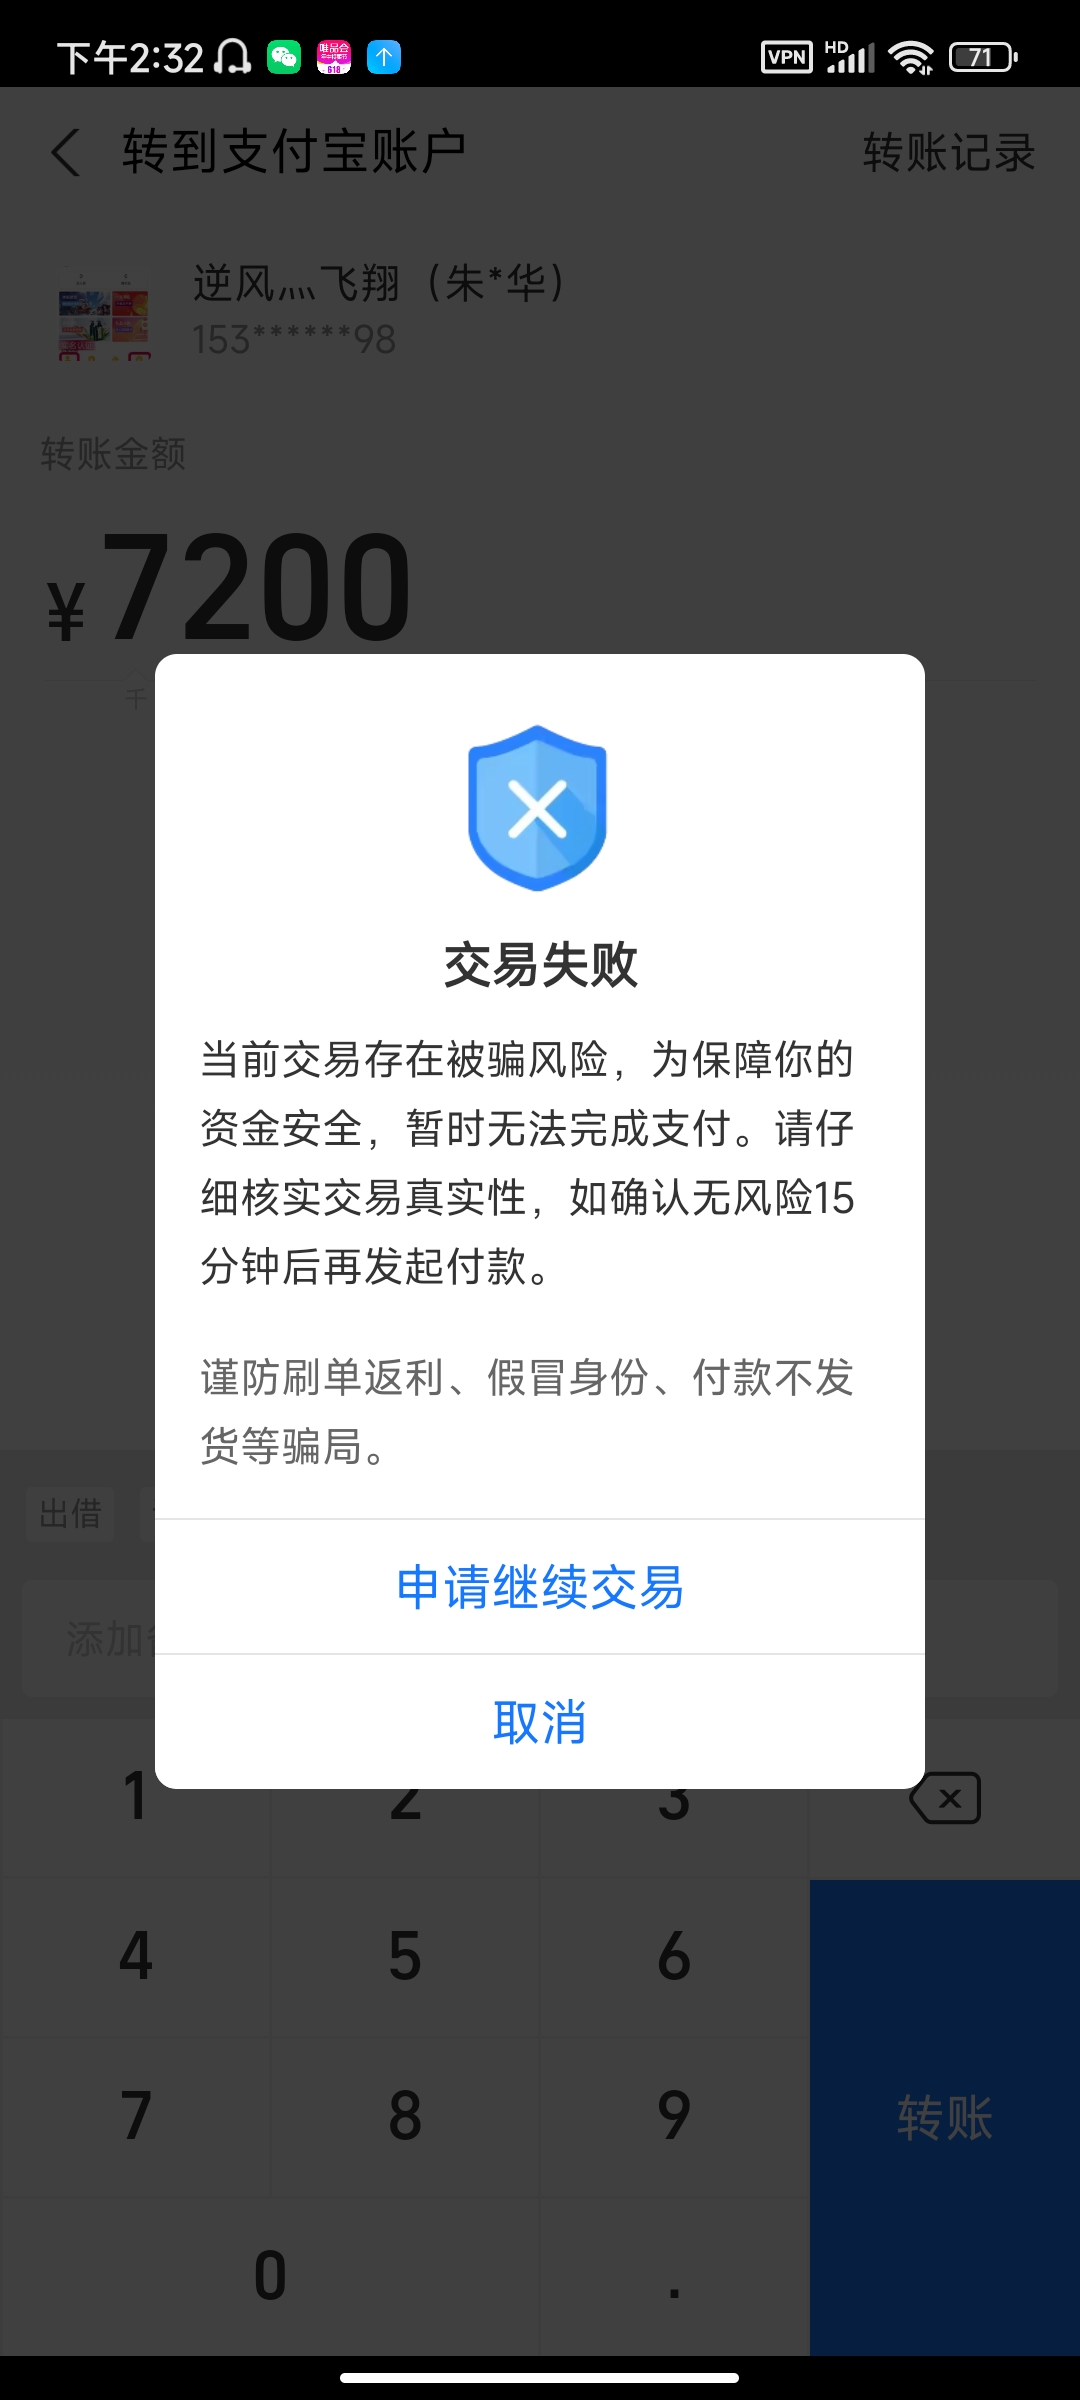 下午2:32
唯品会
618
VPN
HD
71
转到支付宝账户
转账记录
逆风灬飞翔（朱*华）
153******98
转账金额
¥7200
千
交易失败
当前交易存在被骗风险，为保障你的
资金安全，暂时无法完成支付。请仔
细核实交易真实性，如确认无风险15
分钟后再发起付款。
谨防刷单返利、假冒身份、付款不发
货等骗局。
出借
申请继续交易
添加
取消
1
2
3
4
5
6
7
8
9
转账
0
.